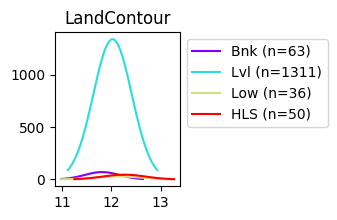 LandContour
1000
500
0
11
12
13
Bnk (n=63)
Lvl (n=1311)
Low (n=36)
HLS (n=50)